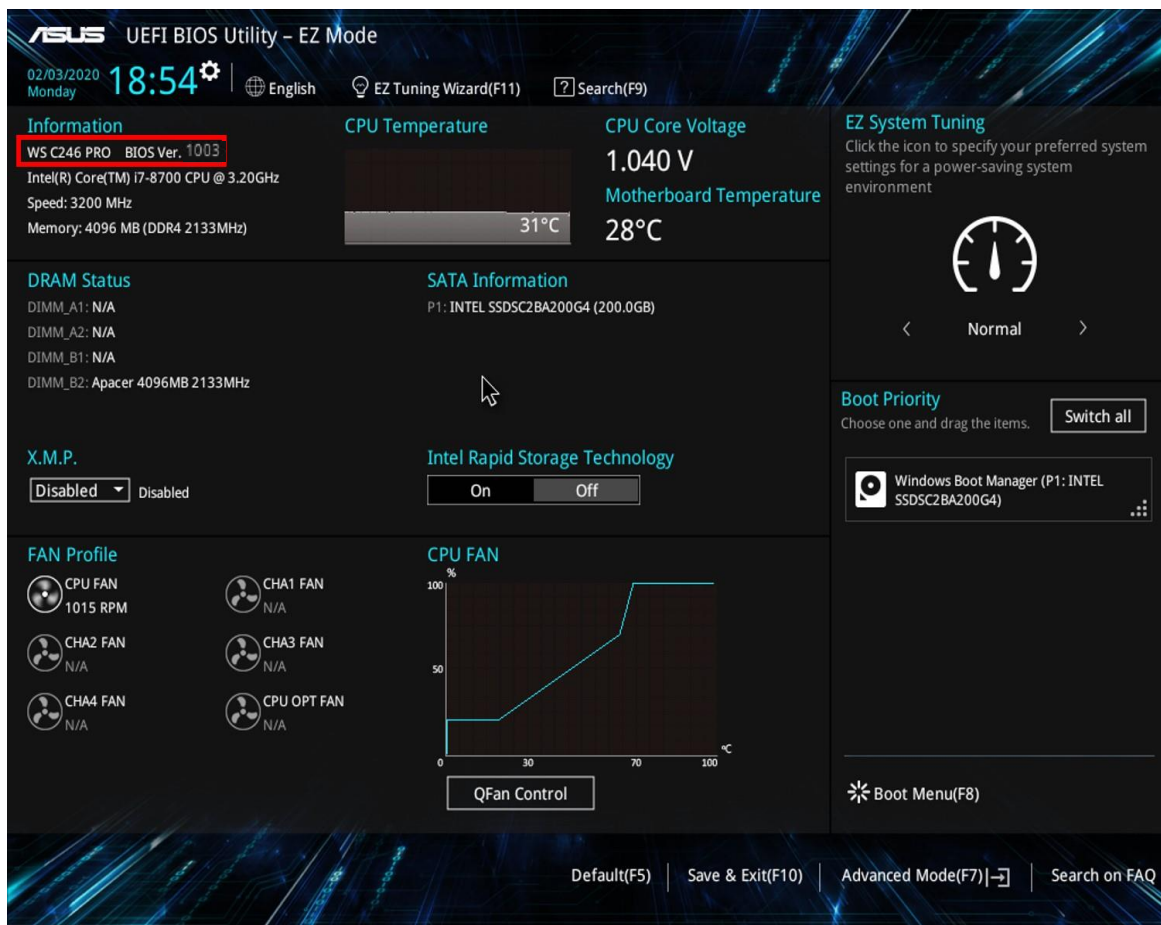 ASUS UEFI BIOS Utility – EZ Mode
02/03/2020
Monday
18:54
English
EZ Tuning Wizard(F11)
? Search(F9)
Information
WS C246 PRO BIOS Ver. 1003
Intel(R) Core(TM) i7-8700 CPU @ 3.20GHz
Speed: 3200 MHz
Memory: 4096 MB (DDR4 2133MHz)
CPU Temperature
31°C
CPU Core Voltage
1.040 V
Motherboard Temperature
28°C
EZ System Tuning
Click the icon to specify your preferred system
settings for a power-saving system
environment
Normal
DRAM Status
DIMM_A1: N/A
DIMM_A2: N/A
DIMM_B1: N/A
DIMM_B2: Apacer 4096MB 2133MHz
SATA Information
P1: INTEL SSDSC2BA200G4 (200.0GB)
X.M.P.
Disabled Disabled
Intel Rapid Storage Technology
On Off
Boot Priority
Choose one and drag the items.
Switch all
Windows Boot Manager (P1: INTEL
SSDSC2BA200G4)
FAN Profile
CPU FAN
1015 RPM
CHA1 FAN
N/A
CHA2 FAN
N/A
CHA3 FAN
N/A
CHA4 FAN
N/A
CPU OPT FAN
N/A
CPU FAN
%
100
50
0 30 70 100
°C
QFan Control
Boot Menu(F8)
Default(F5)
Save & Exit(F10)
Advanced Mode(F7)
Search on FAQ